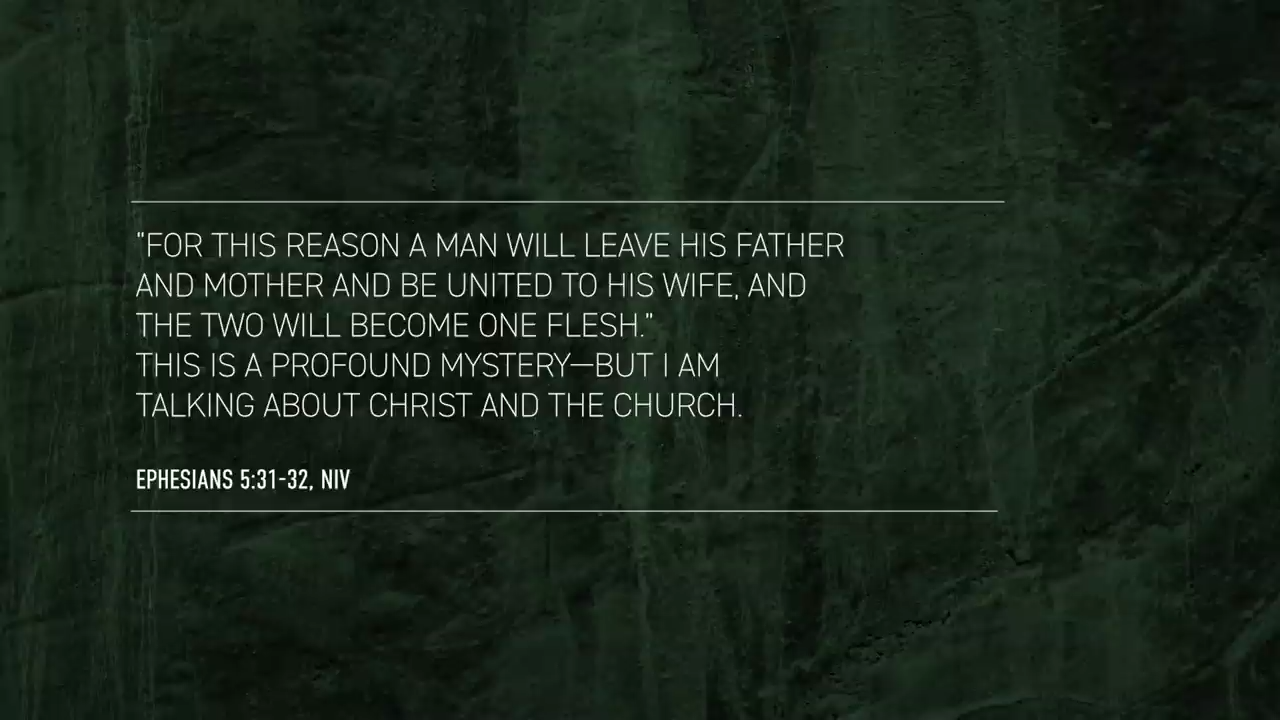 "FOR THIS REASON A MAN WILL LEAVE HIS FATHER
AND MOTHER AND BE UNITED TO HIS WIFE, AND
THE TWO WILL BECOME ONE FLESH."
THIS IS A PROFOUND MYSTERY—BUT I AM
TALKING ABOUT CHRIST AND THE CHURCH.
EPHESIANS 5:31-32, NIV